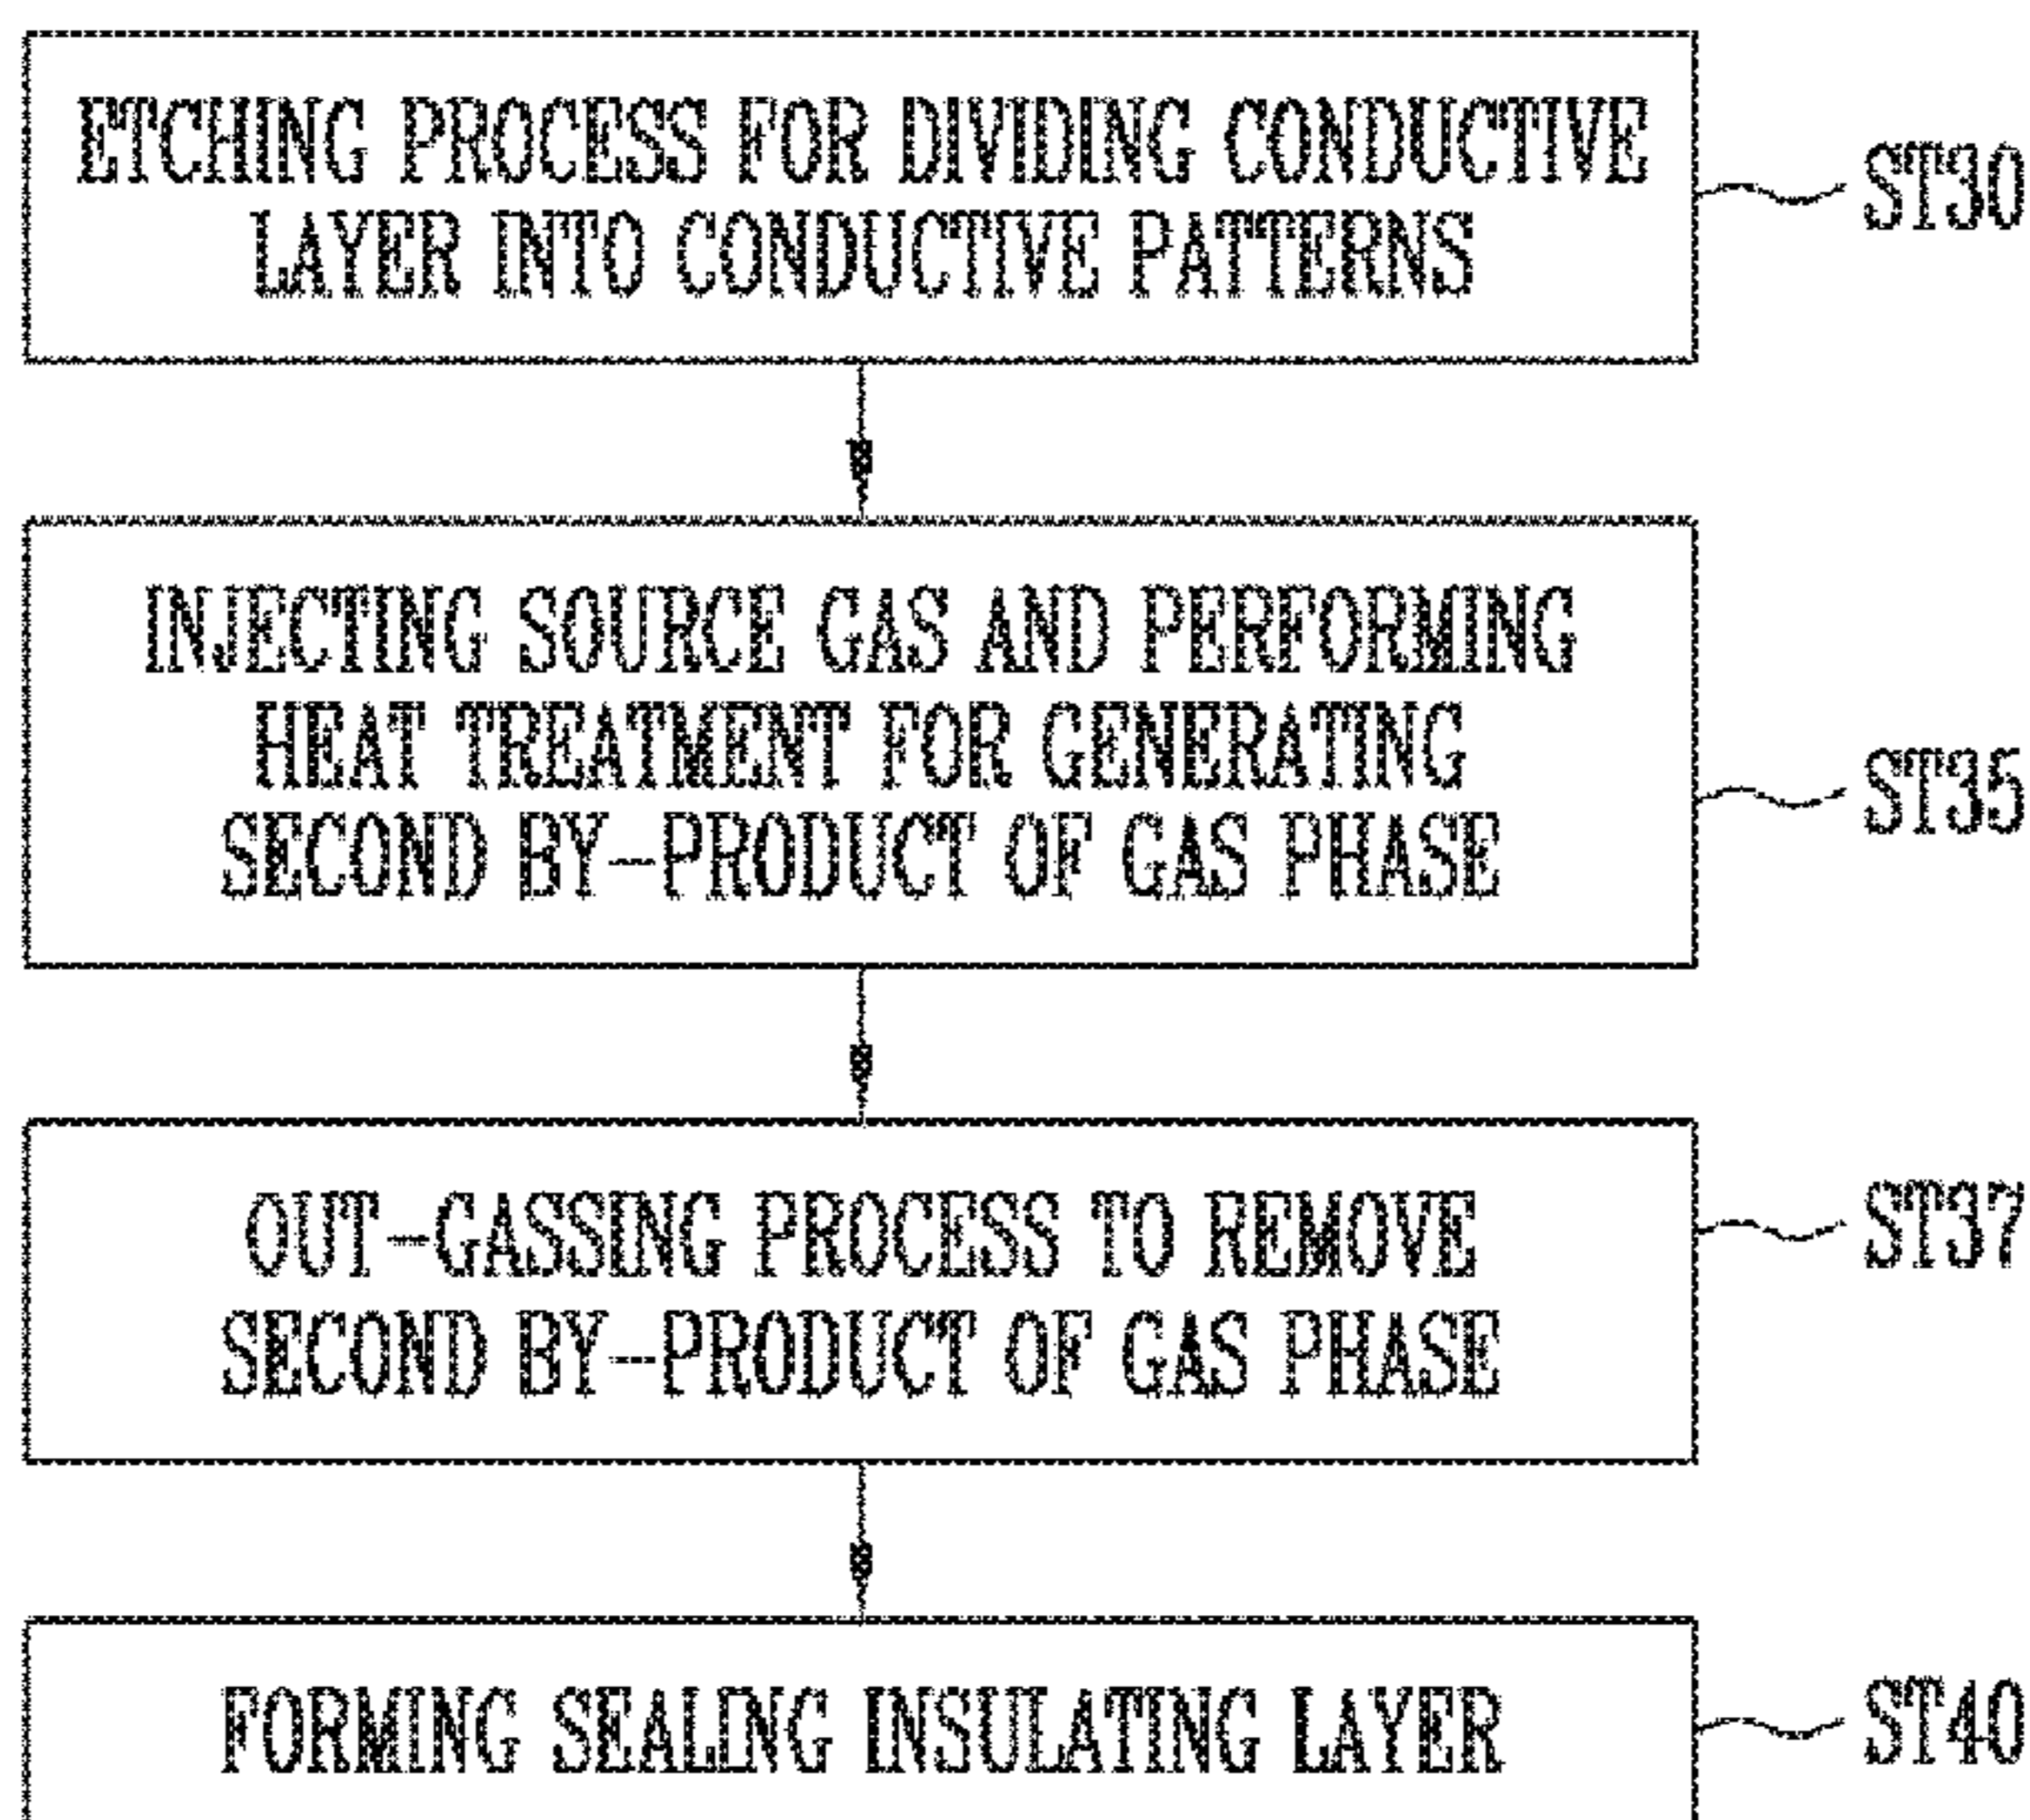 ETCHING PROCESS FOR DIVIDING CONDUCTIVE
LAYER INTO CONDUCTIVE PATTERNS
ST30
INJECTING SOURCE GAS AND PERFORMING
HEAT TREATMENT FOR GENERATING
SECOND BY-PRODUCT OF GAS PHASE
ST35
OUT-GASSING PROCESS TO REMOVE
SECOND BY-PRODUCT OF GAS PHASE
ST37
FORMING SEALING INSULATING LAYER
ST40